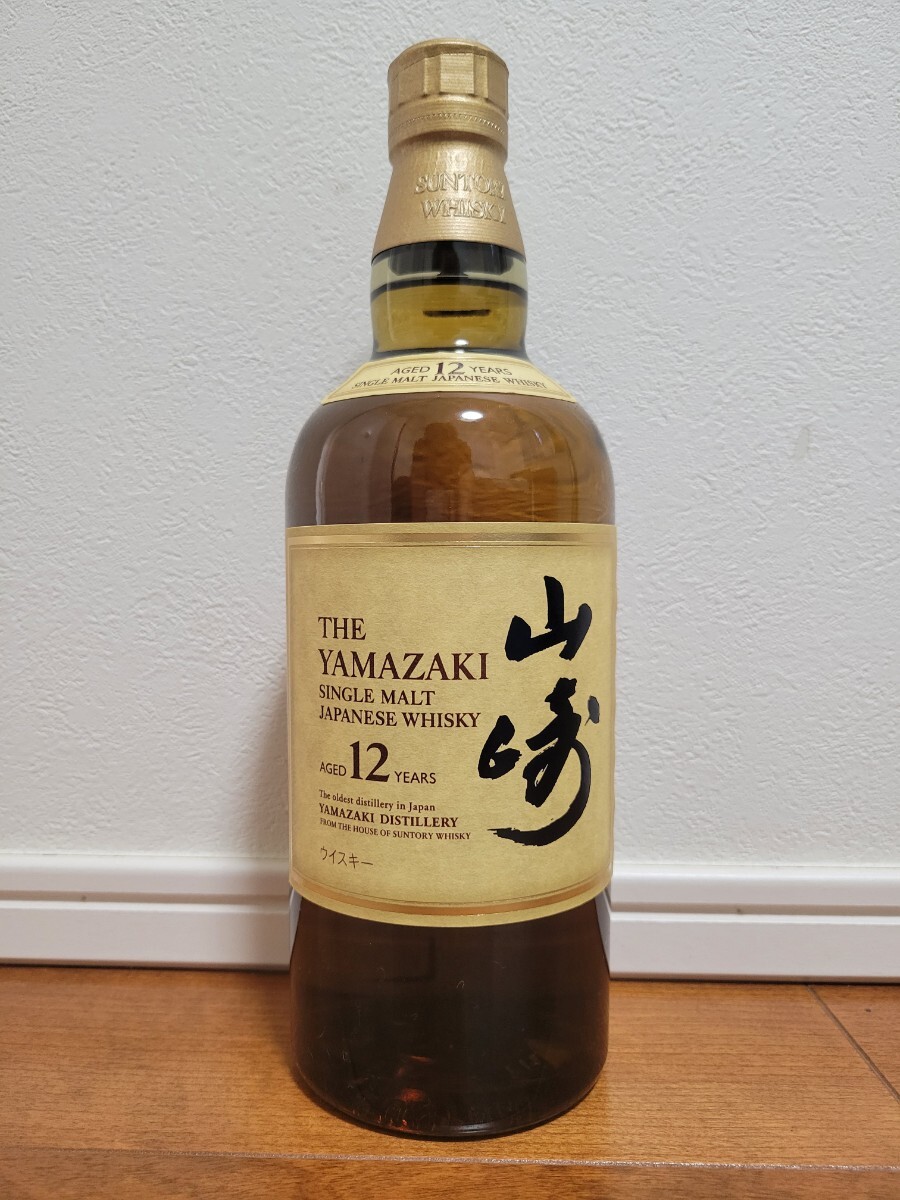 SUNTORY
WHISKY
AGED 12 YEARS
SINGLE MALT JAPANESE WHISKY
山崎
THE
YAMAZAKI
SINGLE MALT
JAPANESE WHISKY
AGED 12 YEARS
The oldest distillery in Japan
YAMAZAKI DISTILLERY
FROM THE HOUSE OF SUNTORY WHISKY
ウイスキー